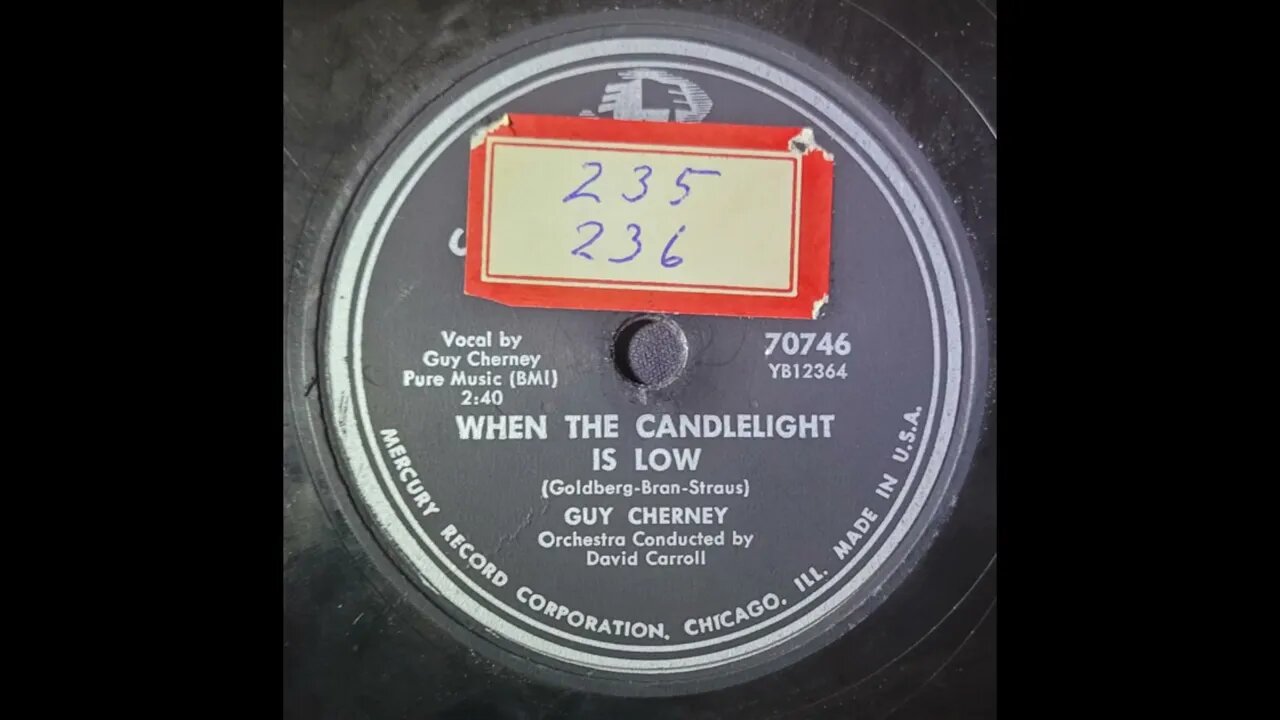 235
236
Vocal by
Guy Cherney
Pure Music (BMI)
2:40
70746
YB12364
WHEN THE CANDLELIGHT
IS LOW
(Goldberg-Bran-Straus)
GUY CHERNEY
Orchestra Conducted by
David Carroll
MERCURY RECORD CORPORATION, CHICAGO, ILL. MADE IN U.S.A.